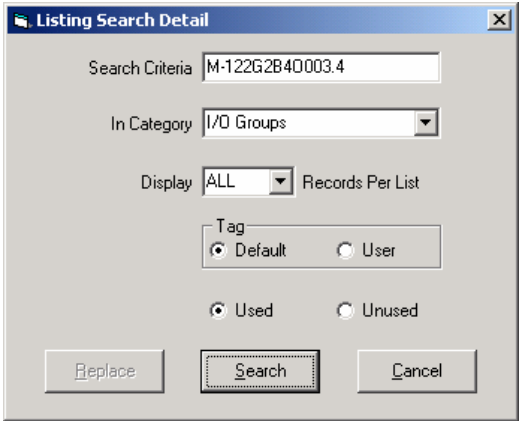 Listing Search Detail
Search Criteria M-122G2B4O003.4
In Category I/O Groups
Display ALL Records Per List
Tag
Default User
Used Unused
Replace Search Cancel